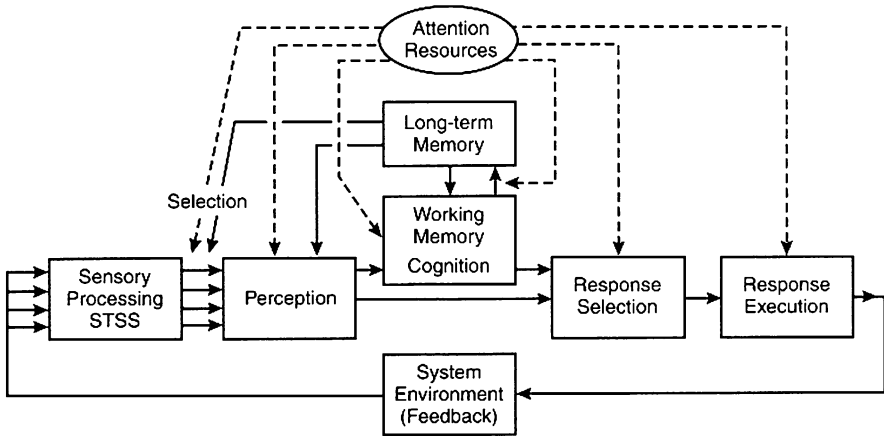 Attention
Resources
Long-term
Memory
Selection
Working
Memory
Cognition
Sensory
Processing
STSS
Perception
Response
Selection
Response
Execution
System
Environment
(Feedback)